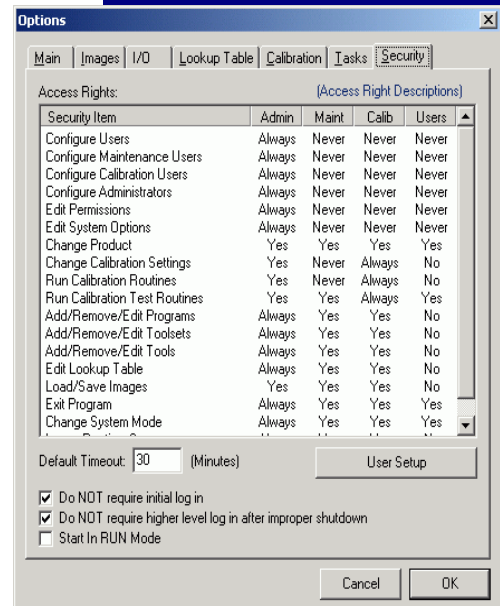 Options
Main Images I/O Lookup Table Calibration Tasks Security
Access Rights: (Access Right Descriptions)
Security Item Admin Maint Calib Users
Configure Users Always Never Never Never
Configure Maintenance Users Always Never Never Never
Configure Calibration Users Always Never Never Never
Configure Administrators Always Never Never Never
Edit Permissions Always Never Never Never
Edit System Options Always Never Never Never
Change Product Yes Yes Yes Yes
Change Calibration Settings Yes Never Always No
Run Calibration Routines Yes Never Always No
Run Calibration Test Routines Yes Yes Always Yes
Add/Remove/Edit Programs Always Yes Yes No
Add/Remove/Edit Toolsets Always Yes Yes No
Add/Remove/Edit Tools Always Yes Yes No
Edit Lookup Table Always Yes Yes No
Load/Save Images Yes Yes Yes No
Exit Program Always Yes Yes Yes
Change System Mode Always Yes Yes Yes
Default Timeout: 30 (Minutes) User Setup
Do NOT require initial log in
Do NOT require higher level log in after improper shutdown
Start In RUN Mode
Cancel OK